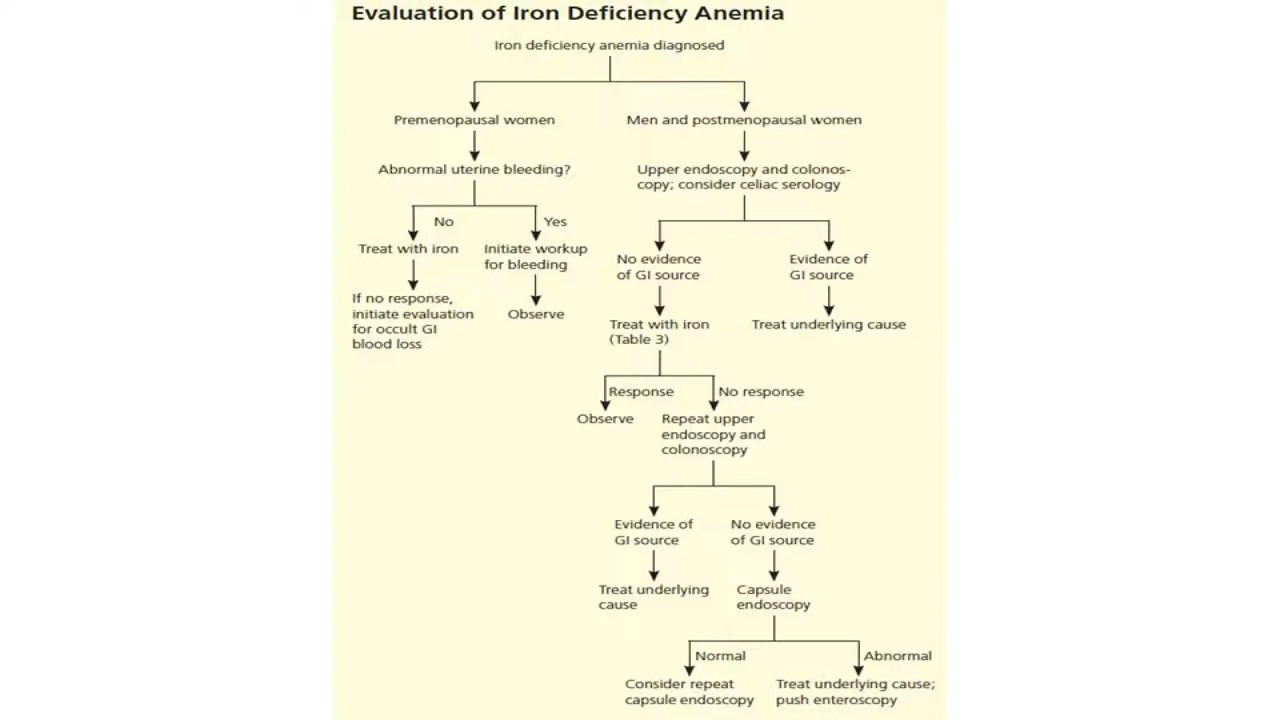 Evaluation of Iron Deficiency Anemia
Iron deficiency anemia diagnosed
Premenopausal women
Men and postmenopausal women
Abnormal uterine bleeding?
Upper endoscopy and colonos-
copy; consider celiac serology
No
Yes
Treat with iron
Initiate workup
for bleeding
No evidence
of GI source
Evidence of
GI source
If no response,
initiate evaluation
for occult GI
blood loss
Observe
Treat with iron
(Table 3)
Treat underlying cause
Response
No response
Observe
Repeat upper
endoscopy and
colonoscopy
Evidence of
GI source
No evidence
of GI source
Treat underlying
cause
Capsule
endoscopy
Normal
Abnormal
Consider repeat
capsule endoscopy
Treat underlying cause;
push enteroscopy